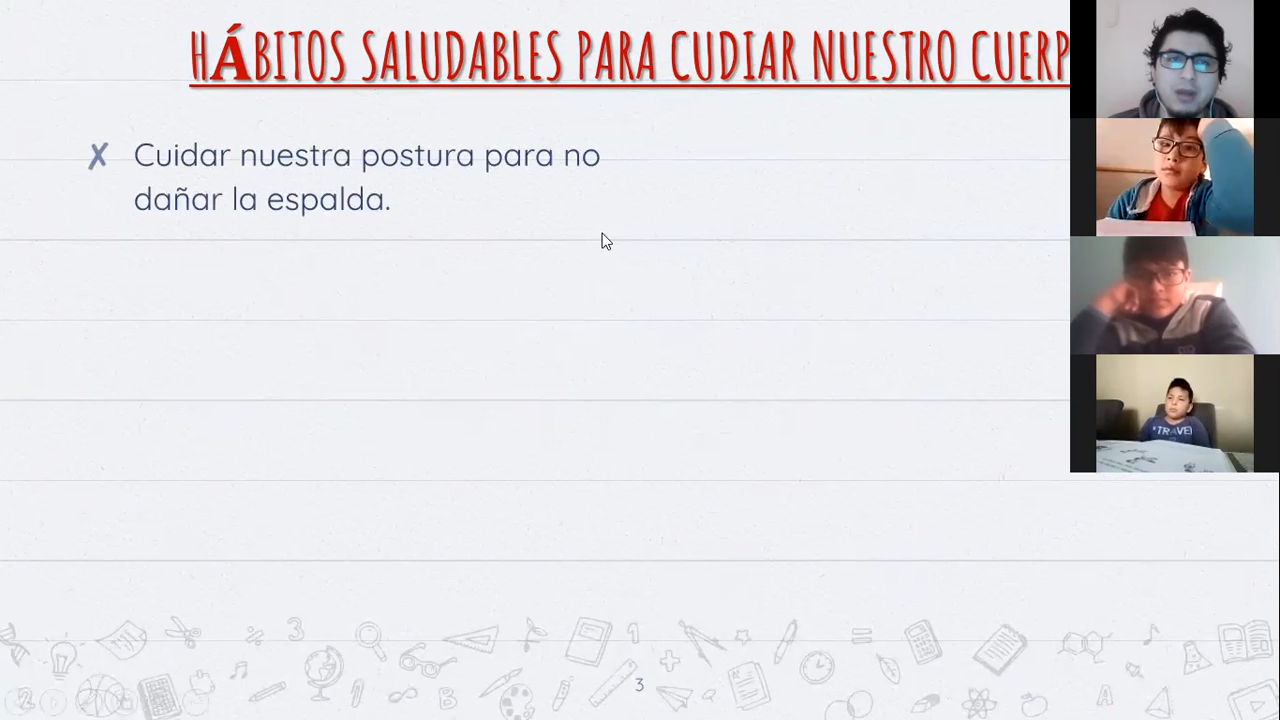 HÁBITOS SALUDABLES PARA CUDIAR NUESTRO CUERP
✗ Cuidar nuestra postura para no
dañar la espalda.
TRAVEL
3